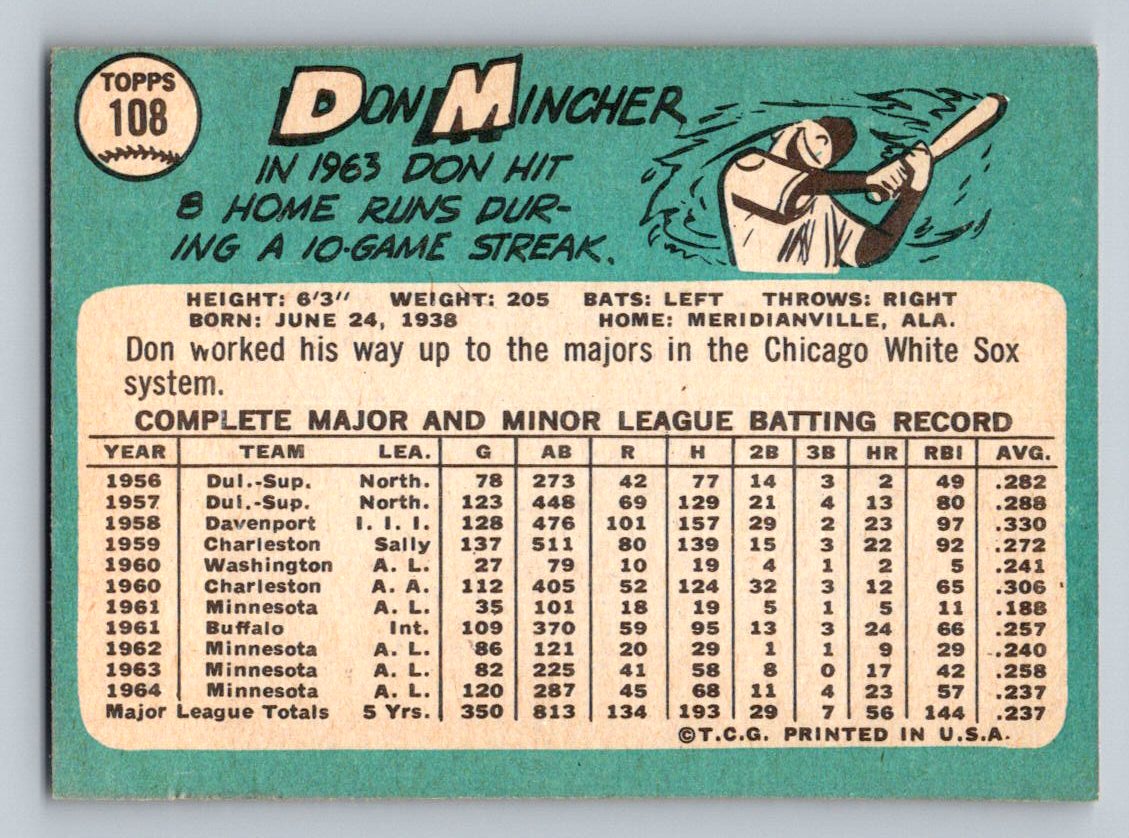 TOPPS
108
DON MINCHER
IN 1963 DON HIT
8 HOME RUNS DUR-
ING A 10-GAME STREAK.
HEIGHT: 6'3" WEIGHT: 205 BATS: LEFT THROWS: RIGHT
BORN: JUNE 24, 1938 HOME: MERIDIANVILLE, ALA.
Don worked his way up to the majors in the Chicago White Sox
system.
COMPLETE MAJOR AND MINOR LEAGUE BATTING RECORD
YEAR TEAM LEA. G AB R H 2B 3B HR RBI AVG.
1956 Dul.-Sup. North. 78 273 42 77 14 3 2 49 .282
1957 Dul.-Sup. North. 123 448 69 129 21 4 13 80 .288
1958 Davenport I. I. I. 128 476 101 157 29 2 23 97 .330
1959 Charleston Sally 137 511 80 139 15 3 22 92 .272
1960 Washington A. L. 27 79 10 19 4 1 2 5 .241
1960 Charleston A. A. 112 405 52 124 32 3 12 65 .306
1961 Minnesota A. L. 35 101 18 19 5 1 5 11 .188
1961 Buffalo Int. 109 370 59 95 13 3 24 66 .257
1962 Minnesota A. L. 86 121 20 29 1 1 9 29 .240
1963 Minnesota A. L. 82 225 41 58 8 0 17 42 .258
1964 Minnesota A. L. 120 287 45 68 11 4 23 57 .237
Major League Totals 5 Yrs. 350 813 134 193 29 7 56 144 .237
©T.C.G. PRINTED IN U.S.A.